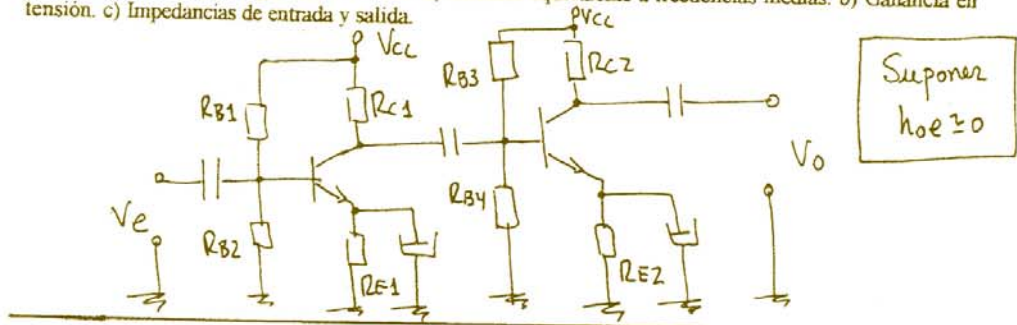 tensión. c) Impedancias de entrada y salida.
VCC
RB1
RC1
RB2
RE1
Ve
VCC
RB3
RC2
RB4
RE2
Vo
Suponer
hoe ≃ 0